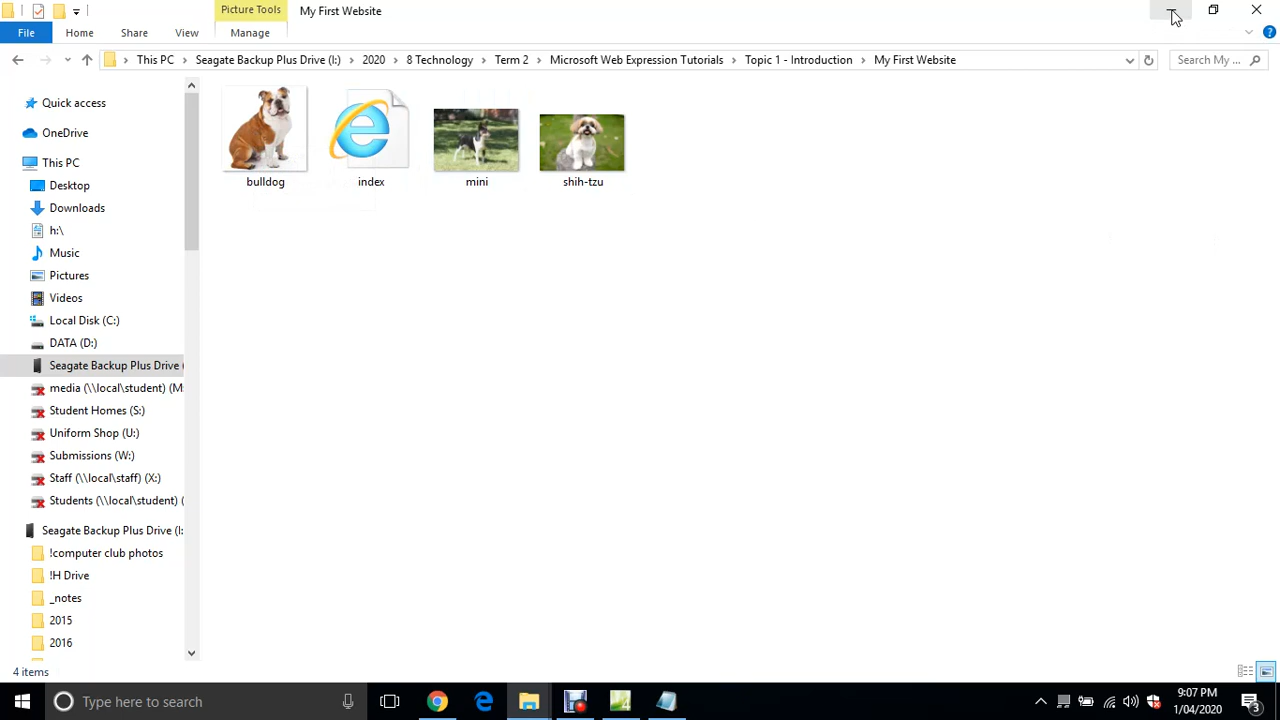 Picture Tools
My First Website
File
Home
Share
View
Manage
This PC
Seagate Backup Plus Drive (I:)
2020
8 Technology
Term 2
Microsoft Web Expression Tutorials
Topic 1 - Introduction
My First Website
Search My ...
Quick access
OneDrive
This PC
Desktop
Downloads
h:\
Music
Pictures
Videos
Local Disk (C:)
DATA (D:)
Seagate Backup Plus Drive (
media (\\local\student) (M:
Student Homes (S:)
Uniform Shop (U:)
Submissions (W:)
Staff (\\local\staff) (X:)
Students (\\local\student) (
Seagate Backup Plus Drive (I:
!computer club photos
!H Drive
_notes
2015
2016
bulldog
index
mini
shih-tzu
4 items
Type here to search
9:07 PM
1/04/2020
3